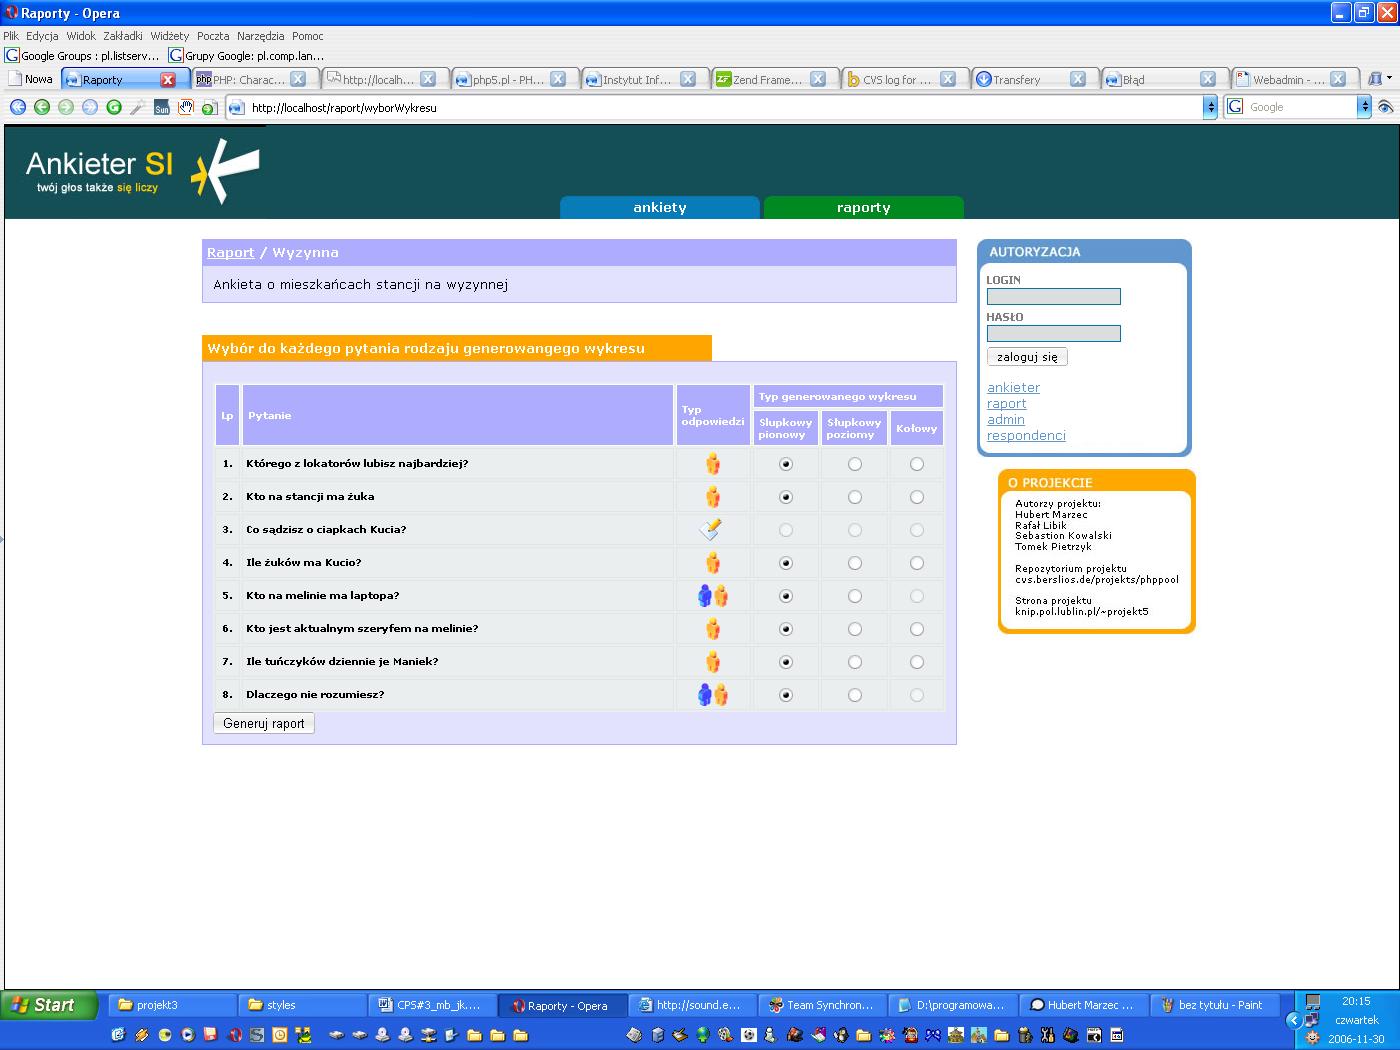 Raporty - Opera
Plik Edycja Widok Zakładki Widżety Poczta Narzędzia Pomoc
Google Groups : pl.listserv... Grupy Google: pl.comp.lan...
Nowa Raporty PHP: Charac... http://localh... php5.pl - PH... Instytut Inf... Zend Frame... CVS log for ... Transfery Błąd Webadmin - ...
Sun http://localhost/raport/wyborWykresu Google
Ankieter SI
twój głos także się liczy
ankiety raporty
Raport / Wyzynna
Ankieta o mieszkańcach stancji na wyzynnej
Wybór do każdego pytania rodzaju generowangego wykresu
Lp Pytanie Typ odpowiedzi Typ generowanego wykresu
Słupkowy pionowy Słupkowy poziomy Kołowy
1. Którego z lokatorów lubisz najbardziej?
2. Kto na stancji ma żuka
3. Co sądzisz o ciapkach Kucia?
4. Ile żuków ma Kucio?
5. Kto na melinie ma laptopa?
6. Kto jest aktualnym szeryfem na melinie?
7. Ile tuńczyków dziennie je Maniek?
8. Dlaczego nie rozumiesz?
Generuj raport
AUTORYZACJA
LOGIN
HASŁO
zaloguj się
ankieter
raport
admin
respondenci
O PROJEKCIE
Autorzy projektu:
Hubert Marzec
Rafał Libik
Sebastion Kowalski
Tomek Pietrzyk
Repozytorium projektu
cvs.berslios.de/projekts/phppool
Strona projektu
knip.pol.lublin.pl/~projekt5
Start projekt3 styles CPS#3_mb_jk.... Raporty - Opera http://sound.e... Team Synchron... D:\programowa... Hubert Marzec ... bez tytułu - Paint 20:15
czwartek
2006-11-30